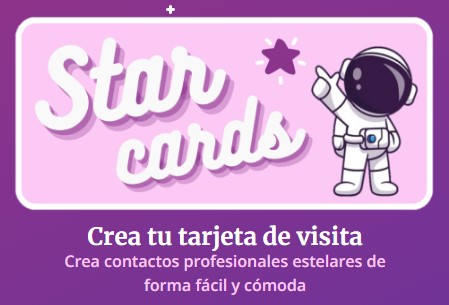 Star
cards
Crea tu tarjeta de visita
Crea contactos profesionales estelares de
forma fácil y cómoda